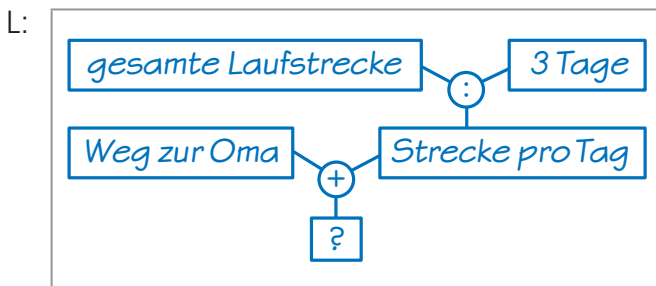 L:
gesamte Laufstrecke : 3 Tage
Weg zur Oma + Strecke pro Tag
?